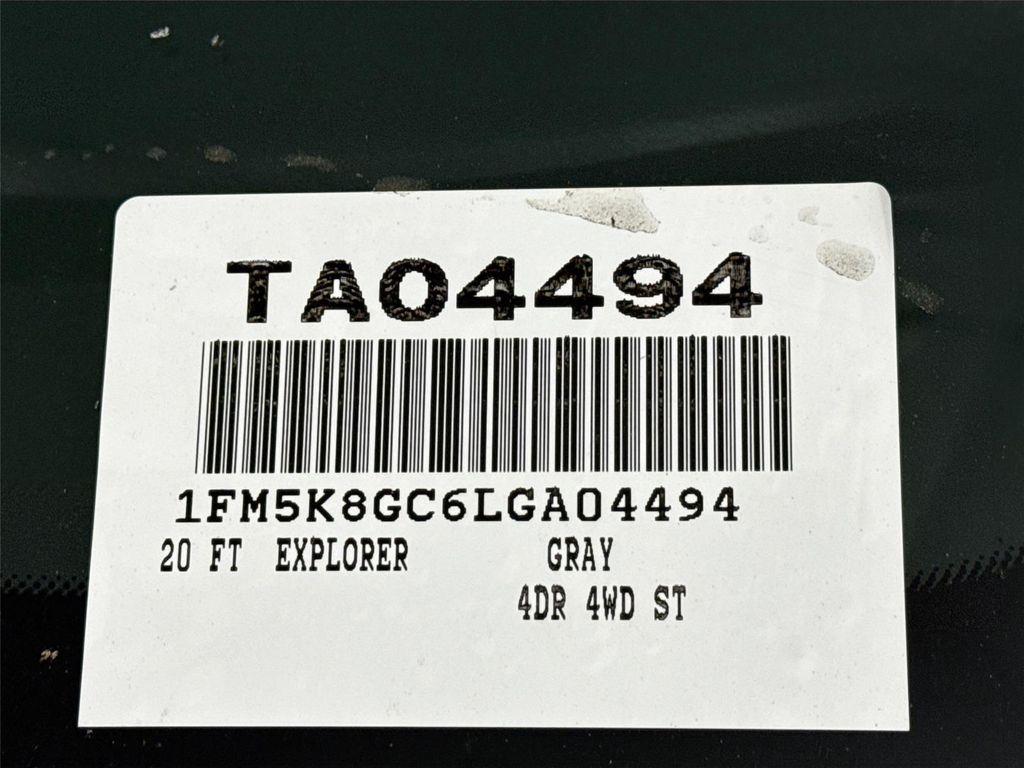 TA04494
1FM5K8GC6LGA04494
20 FT EXPLORER GRAY
4DR 4WD ST